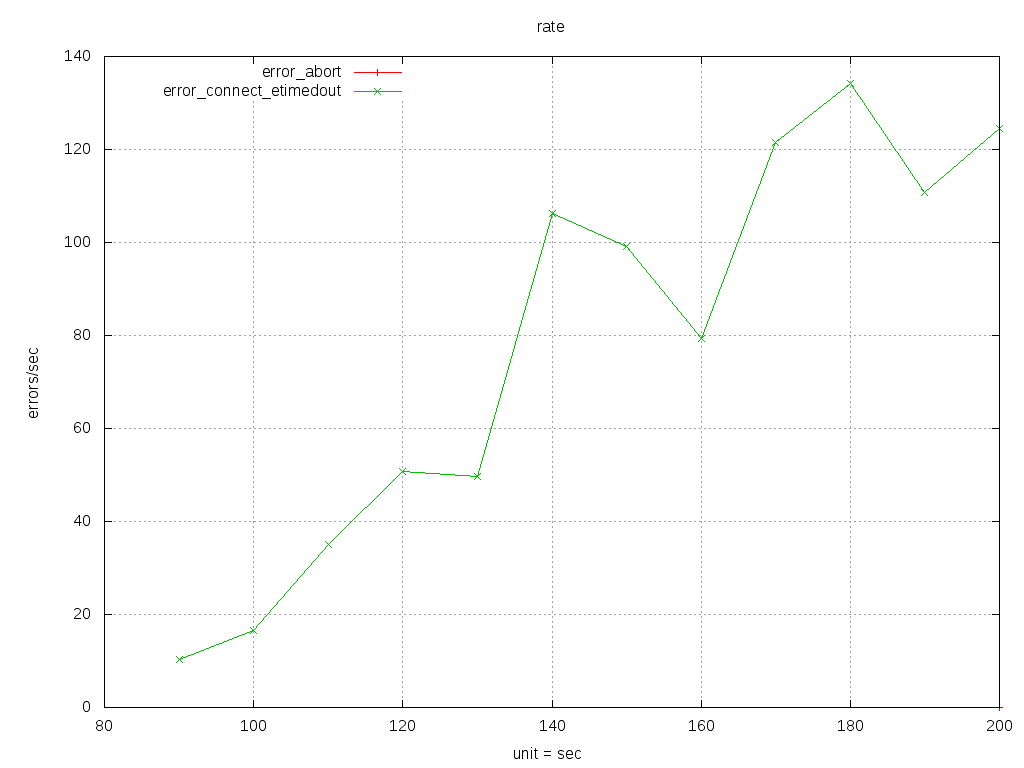 rate
140
120
100
80
60
40
20
0
error_abort
error_connect_etimedout
errors/sec
80 100 120 140 160 180 200
unit = sec